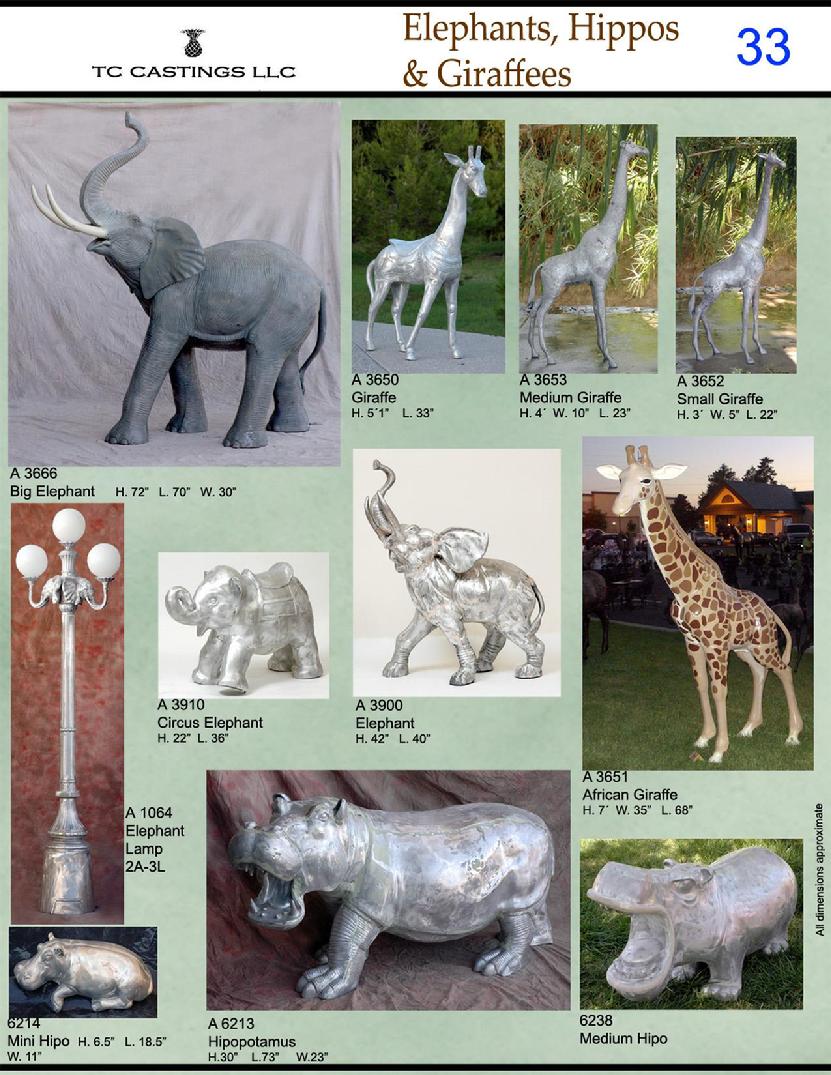 TC CASTINGS LLC
Elephants, Hippos
& Giraffees
33
A 3650
Giraffe
H. 5´1" L. 33"
A 3653
Medium Giraffe
H. 4´ W. 10" L. 23"
A 3652
Small Giraffe
H. 3´ W. 5" L. 22"
A 3666
Big Elephant H. 72" L. 70" W. 30"
A 3910
Circus Elephant
H. 22" L. 36"
A 3900
Elephant
H. 42" L. 40"
A 3651
African Giraffe
H. 7´ W. 35" L. 68"
A 1064
Elephant
Lamp
2A-3L
All dimensions approximate
6214
Mini Hipo H. 6.5" L. 18.5"
W. 11"
A 6213
Hipopotamus
H.30" L.73" W.23"
6238
Medium Hipo